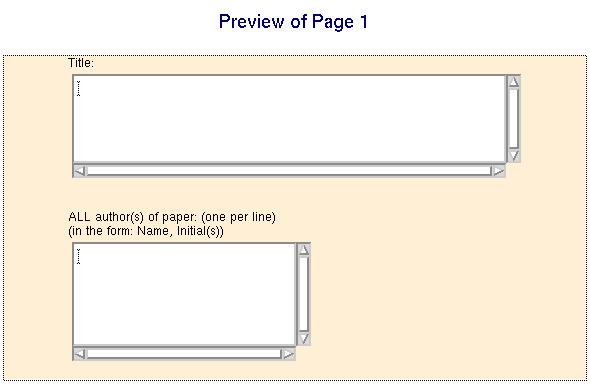 Preview of Page 1
Title:
ALL author(s) of paper: (one per line)
(in the form: Name, Initial(s))